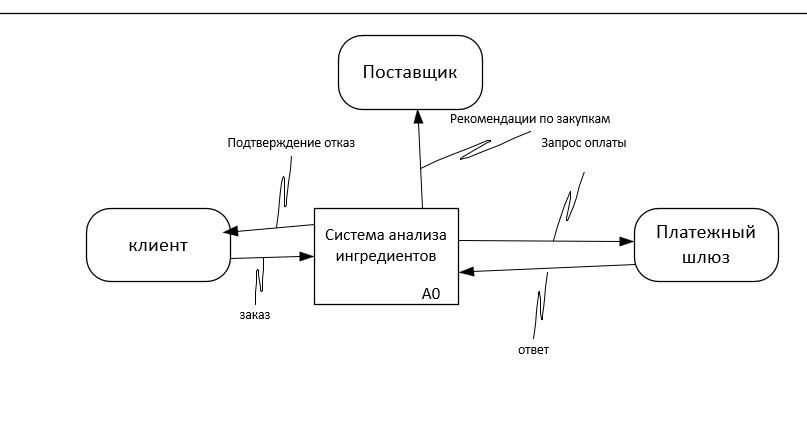 Поставщик
Рекомендации по закупкам
Подтверждение отказ
Запрос оплаты
клиент
Система анализа
ингредиентов
A0
Платежный
шлюз
заказ
ответ